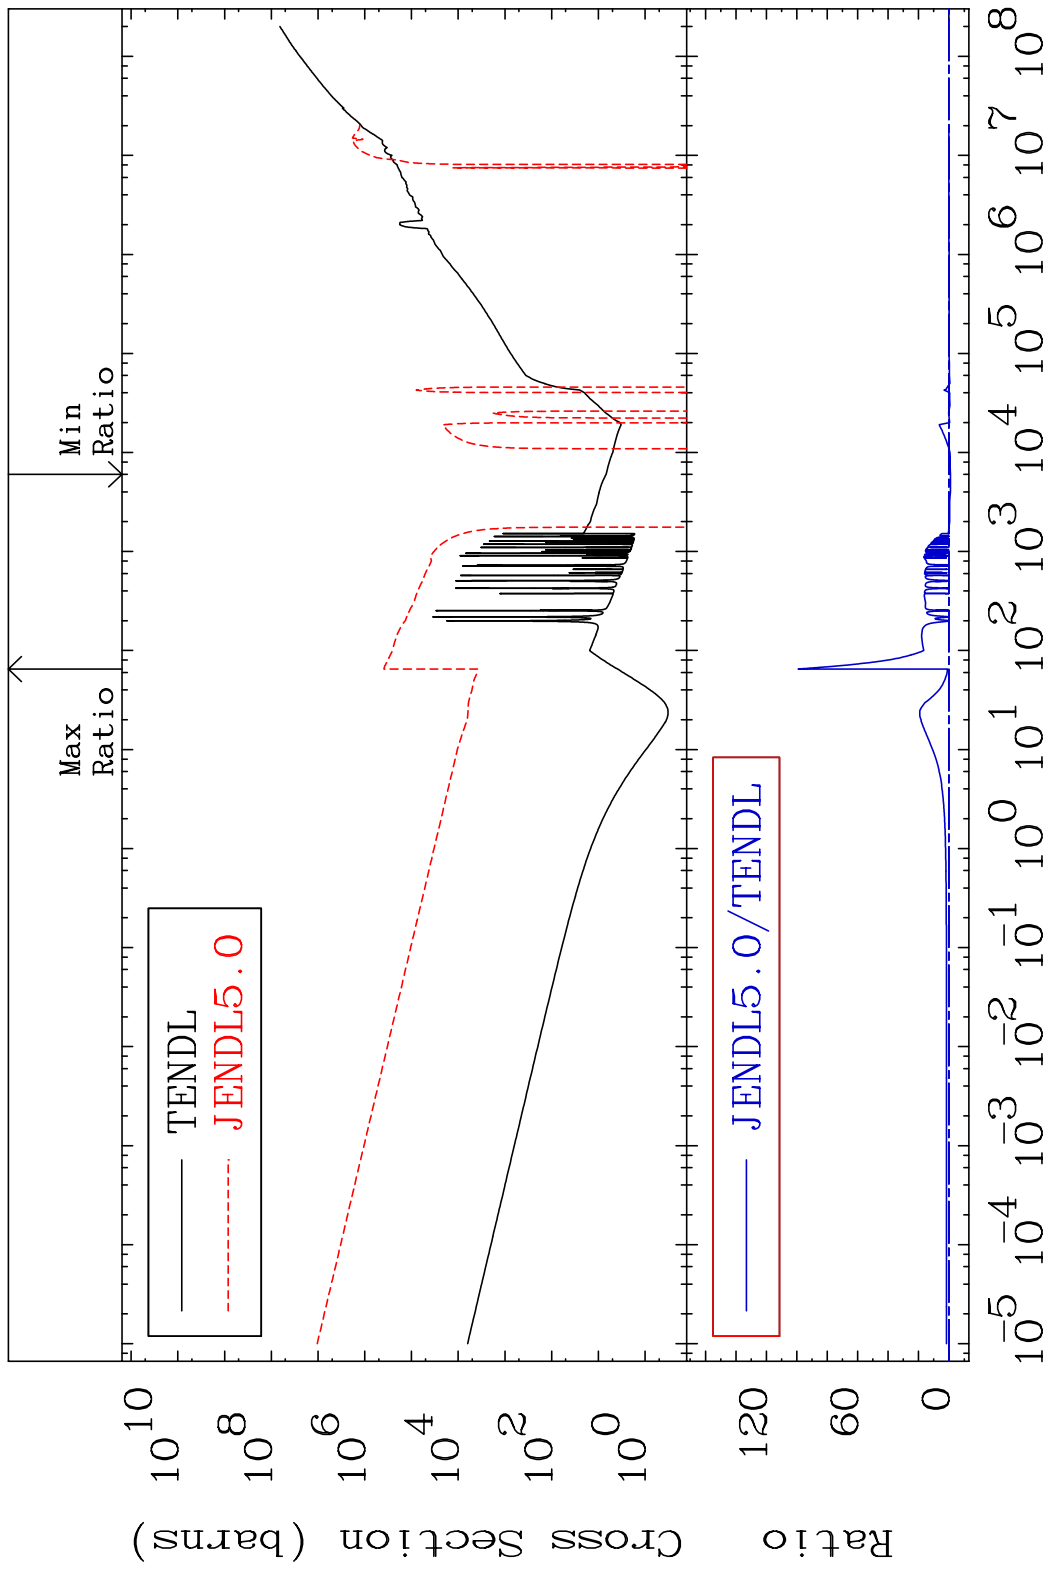 Max
Ratio
Min
Ratio
TENDL
JENDL5.0
Cross Section (barns)
10^10
10^8
10^6
10^4
10^2
10^0
JENDL5.0/TENDL
Ratio
120
60
0
10^-5
10^-4
10^-3
10^-2
10^-1
10^0
10^1
10^2
10^3
10^4
10^5
10^6
10^7
10^8